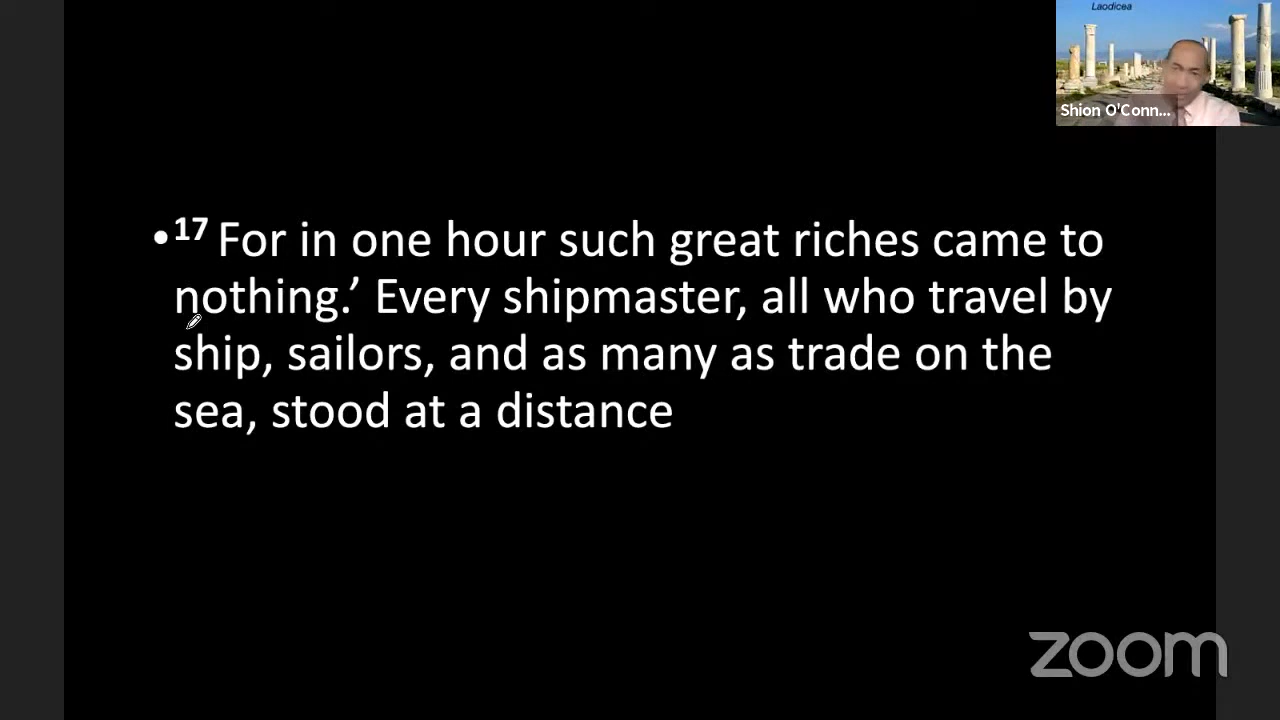 Laodicea
Shion O'Conn...
•17 For in one hour such great riches came to
nothing.’ Every shipmaster, all who travel by
ship, sailors, and as many as trade on the
sea, stood at a distance
zoom